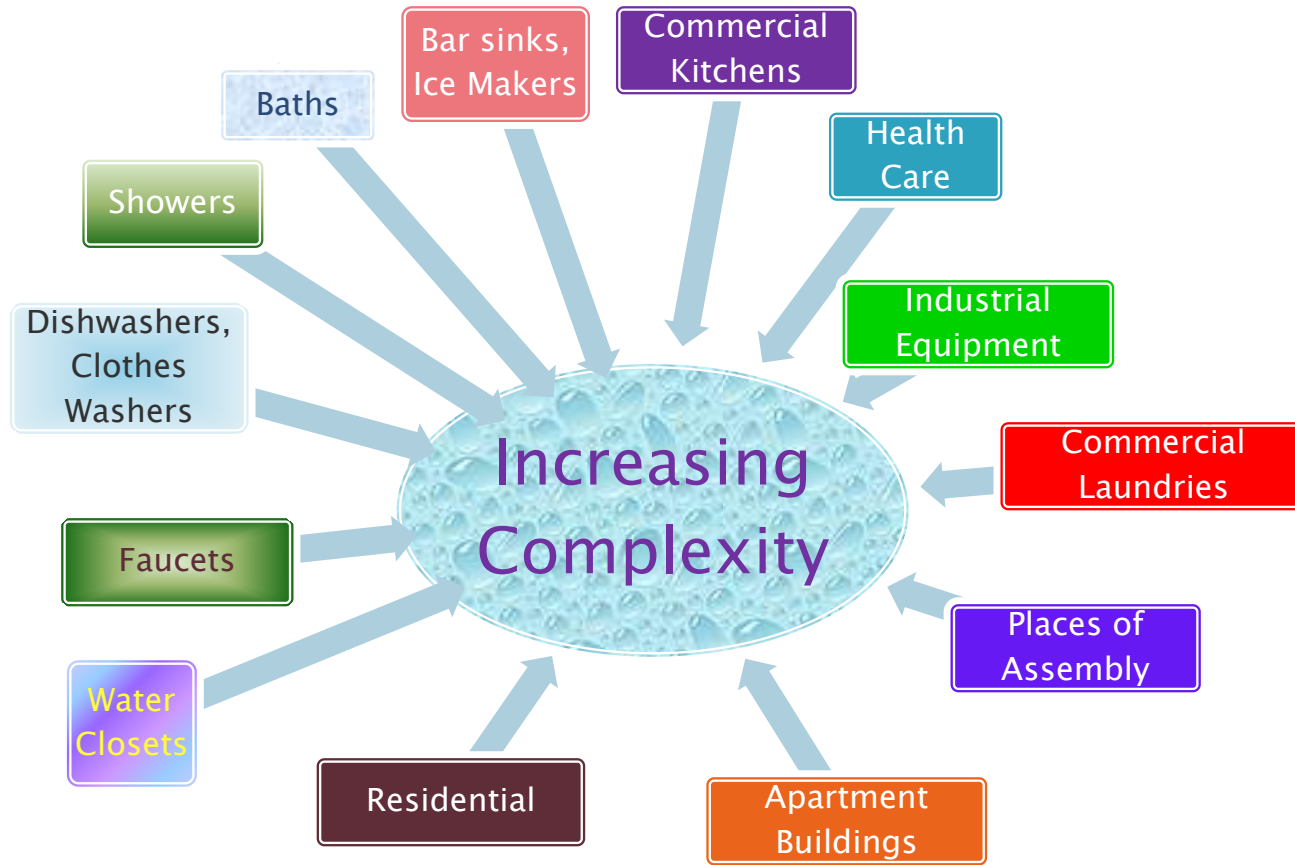 Commercial
Kitchens
Bar sinks,
Ice Makers
Baths
Health
Care
Showers
Industrial
Equipment
Dishwashers,
Clothes
Washers
Commercial
Laundries
Increasing
Complexity
Faucets
Places of
Assembly
Water
Closets
Residential
Apartment
Buildings